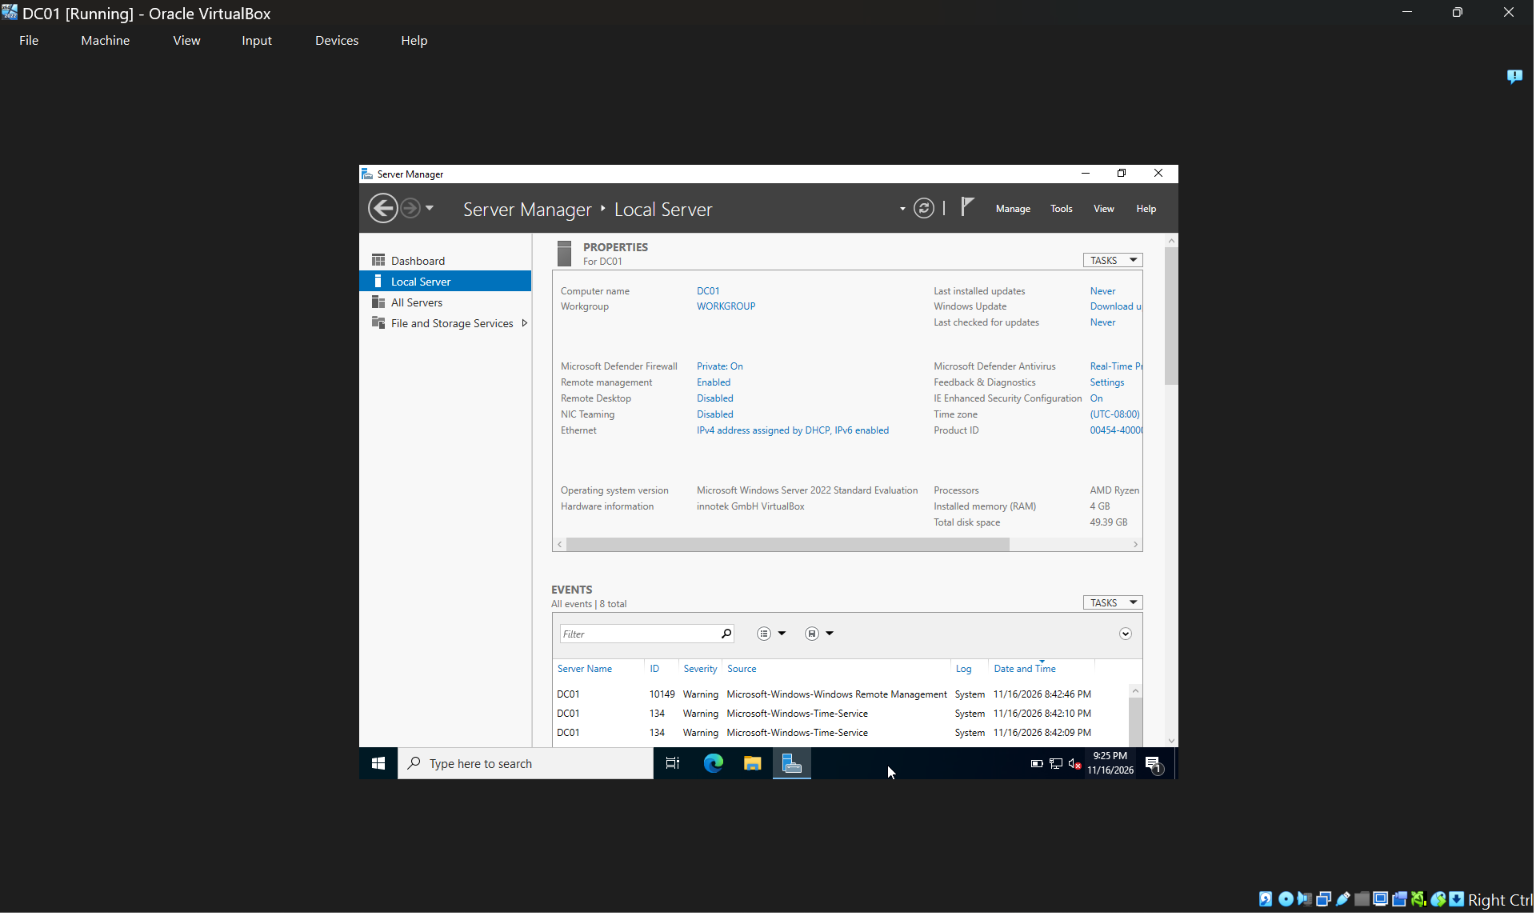 DC01 [Running] - Oracle VirtualBox
File Machine View Input Devices Help
Server Manager
Server Manager ‣ Local Server
Manage Tools View Help
Dashboard
Local Server
All Servers
File and Storage Services
PROPERTIES
For DC01
TASKS
Computer name DC01 Last installed updates Never
Workgroup WORKGROUP Windows Update Download u
Last checked for updates Never
Microsoft Defender Firewall Private: On Microsoft Defender Antivirus Real-Time Pr
Remote management Enabled Feedback & Diagnostics Settings
Remote Desktop Disabled IE Enhanced Security Configuration On
NIC Teaming Disabled Time zone (UTC-08:00)
Ethernet IPv4 address assigned by DHCP, IPv6 enabled Product ID 00454-4000
Operating system version Microsoft Windows Server 2022 Standard Evaluation Processors AMD Ryzen
Hardware information innotek GmbH VirtualBox Installed memory (RAM) 4 GB
Total disk space 49.39 GB
EVENTS
All events | 8 total
TASKS
Filter
Server Name ID Severity Source Log Date and Time
DC01 10149 Warning Microsoft-Windows-Windows Remote Management System 11/16/2026 8:42:46 PM
DC01 134 Warning Microsoft-Windows-Time-Service System 11/16/2026 8:42:10 PM
DC01 134 Warning Microsoft-Windows-Time-Service System 11/16/2026 8:42:09 PM
Type here to search
9:25 PM
11/16/2026
1
Right Ctrl